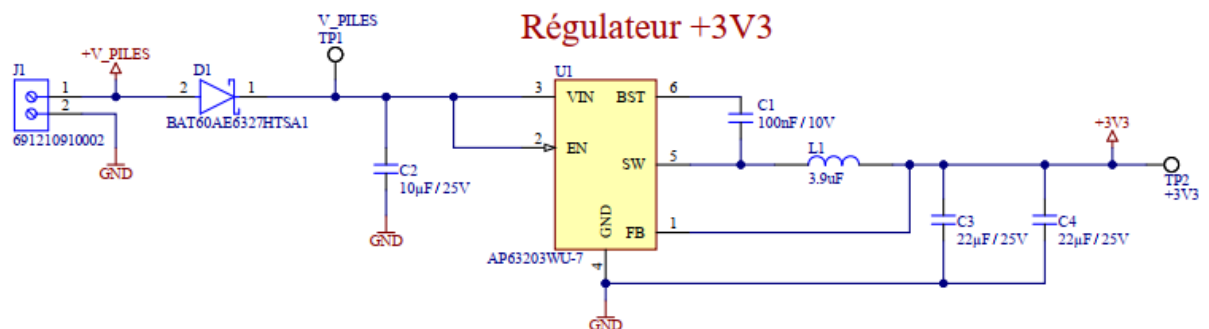 Régulateur +3V3
V_PILES
TP1
+V_PILES
J1
1
2
691210910002
GND
D1
2
1
BAT60AE6327HTSA1
C2
10µF / 25V
GND
U1
3
VIN
BST
6
2
EN
SW
5
GND
FB
1
4
AP63203WU-7
GND
C1
100nF / 10V
L1
3.9uF
+3V3
TP2
+3V3
C3
22µF / 25V
C4
22µF / 25V